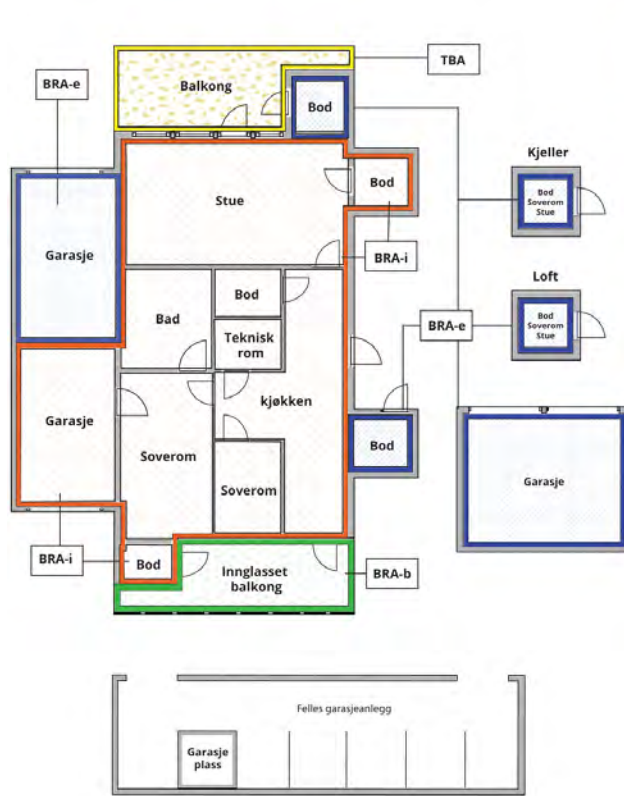 TBA
BRA-e
Balkong
Bod
Kjeller
Bod
Soverom
Stue
Stue
Bod
Garasje
BRA-i
Loft
Bod
Bad
Bod
Soverom
Stue
BRA-e
Teknisk
rom
kjøkken
Garasje
Bod
Soverom
Garasje
Soverom
BRA-i
Bod
Innglasset
balkong
BRA-b
Felles garasjeanlegg
Garasje
plass